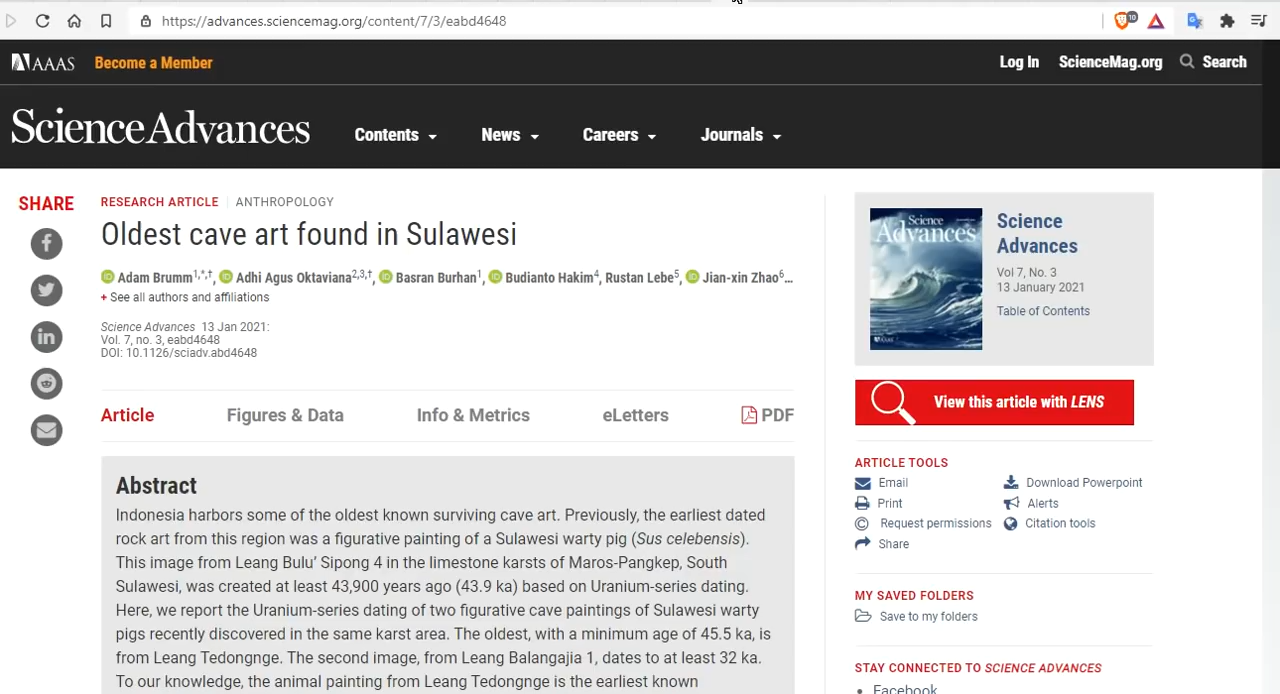 https://advances.sciencemag.org/content/7/3/eabd4648
10
AAAS
Become a Member
Log In
ScienceMag.org
Search
Science Advances
Contents
News
Careers
Journals
SHARE
RESEARCH ARTICLE
ANTHROPOLOGY
Oldest cave art found in Sulawesi
Adam Brumm1,*,†, Adhi Agus Oktaviana2,3,†, Basran Burhan1, Budianto Hakim4, Rustan Lebe5, Jian-xin Zhao6...
+ See all authors and affiliations
Science Advances 13 Jan 2021:
Vol. 7, no. 3, eabd4648
DOI: 10.1126/sciadv.abd4648
Article
Figures & Data
Info & Metrics
eLetters
PDF
Abstract
Indonesia harbors some of the oldest known surviving cave art. Previously, the earliest dated
rock art from this region was a figurative painting of a Sulawesi warty pig (Sus celebensis).
This image from Leang Bulu’ Sipong 4 in the limestone karsts of Maros-Pangkep, South
Sulawesi, was created at least 43,900 years ago (43.9 ka) based on Uranium-series dating.
Here, we report the Uranium-series dating of two figurative cave paintings of Sulawesi warty
pigs recently discovered in the same karst area. The oldest, with a minimum age of 45.5 ka, is
from Leang Tedongnge. The second image, from Leang Balangajia 1, dates to at least 32 ka.
To our knowledge, the animal painting from Leang Tedongnge is the earliest known
Science
Advances
Science
Advances
Vol 7, No. 3
13 January 2021
Table of Contents
View this article with LENS
ARTICLE TOOLS
Email
Download Powerpoint
Print
Alerts
© Request permissions
Citation tools
Share
MY SAVED FOLDERS
Save to my folders
STAY CONNECTED TO SCIENCE ADVANCES
• Facebook